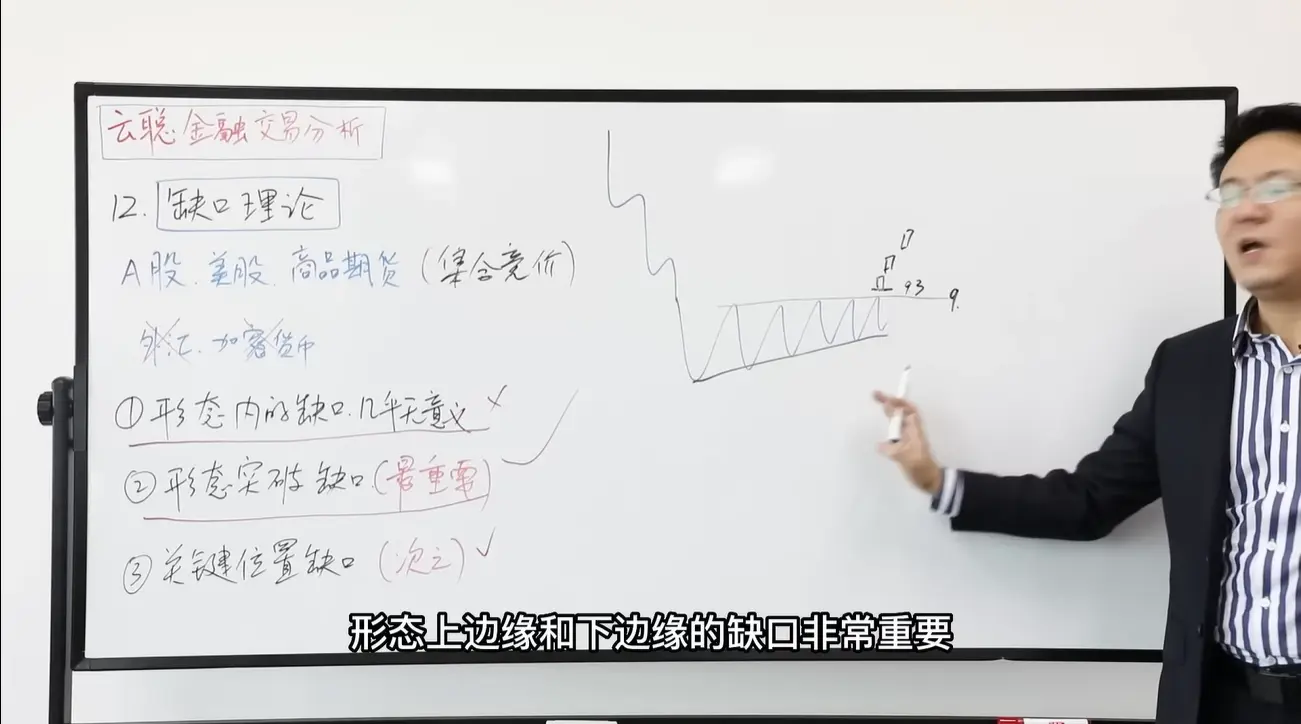 云聪金融交易分析
12. 缺口理论
A股、美股、商品期货(集合竞价)
外汇、加密货币
①形态内的缺口几乎无意义 ×
②形态突破缺口(最重要) ✓
③关键位置缺口(次之) ✓
93
9.
形态上边缘和下边缘的缺口非常重要